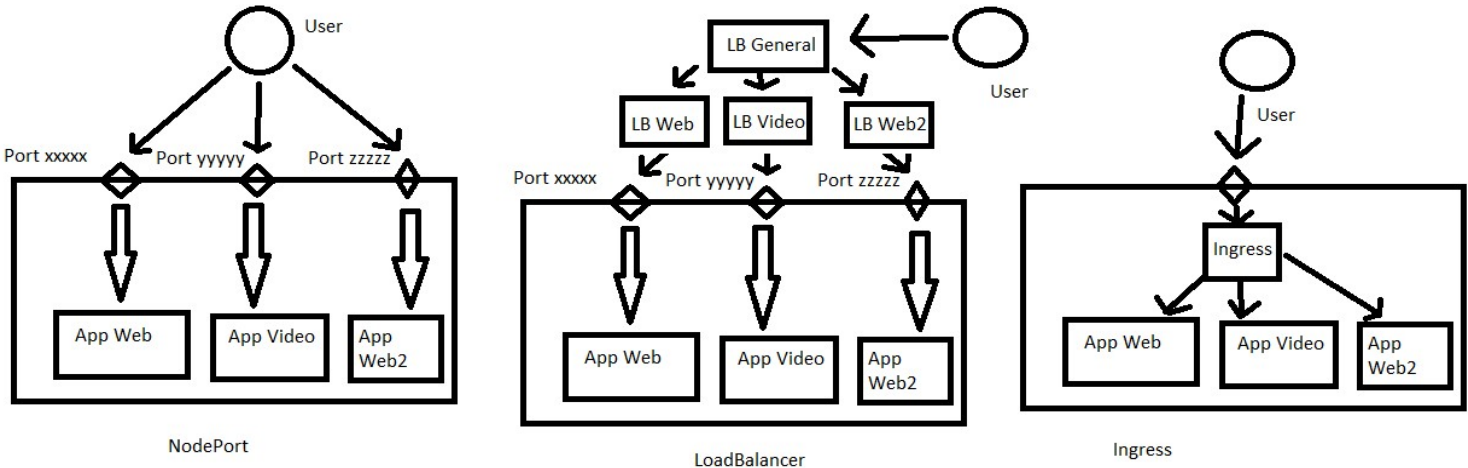 User
Port xxxxx
Port yyyyy
Port zzzzz
App Web
App Video
App
Web2
NodePort
LB General
User
LB Web
LB Video
LB Web2
Port xxxxx
Port yyyyy
Port zzzzz
App Web
App Video
App
Web2
LoadBalancer
User
Ingress
App Web
App Video
App
Web2
Ingress